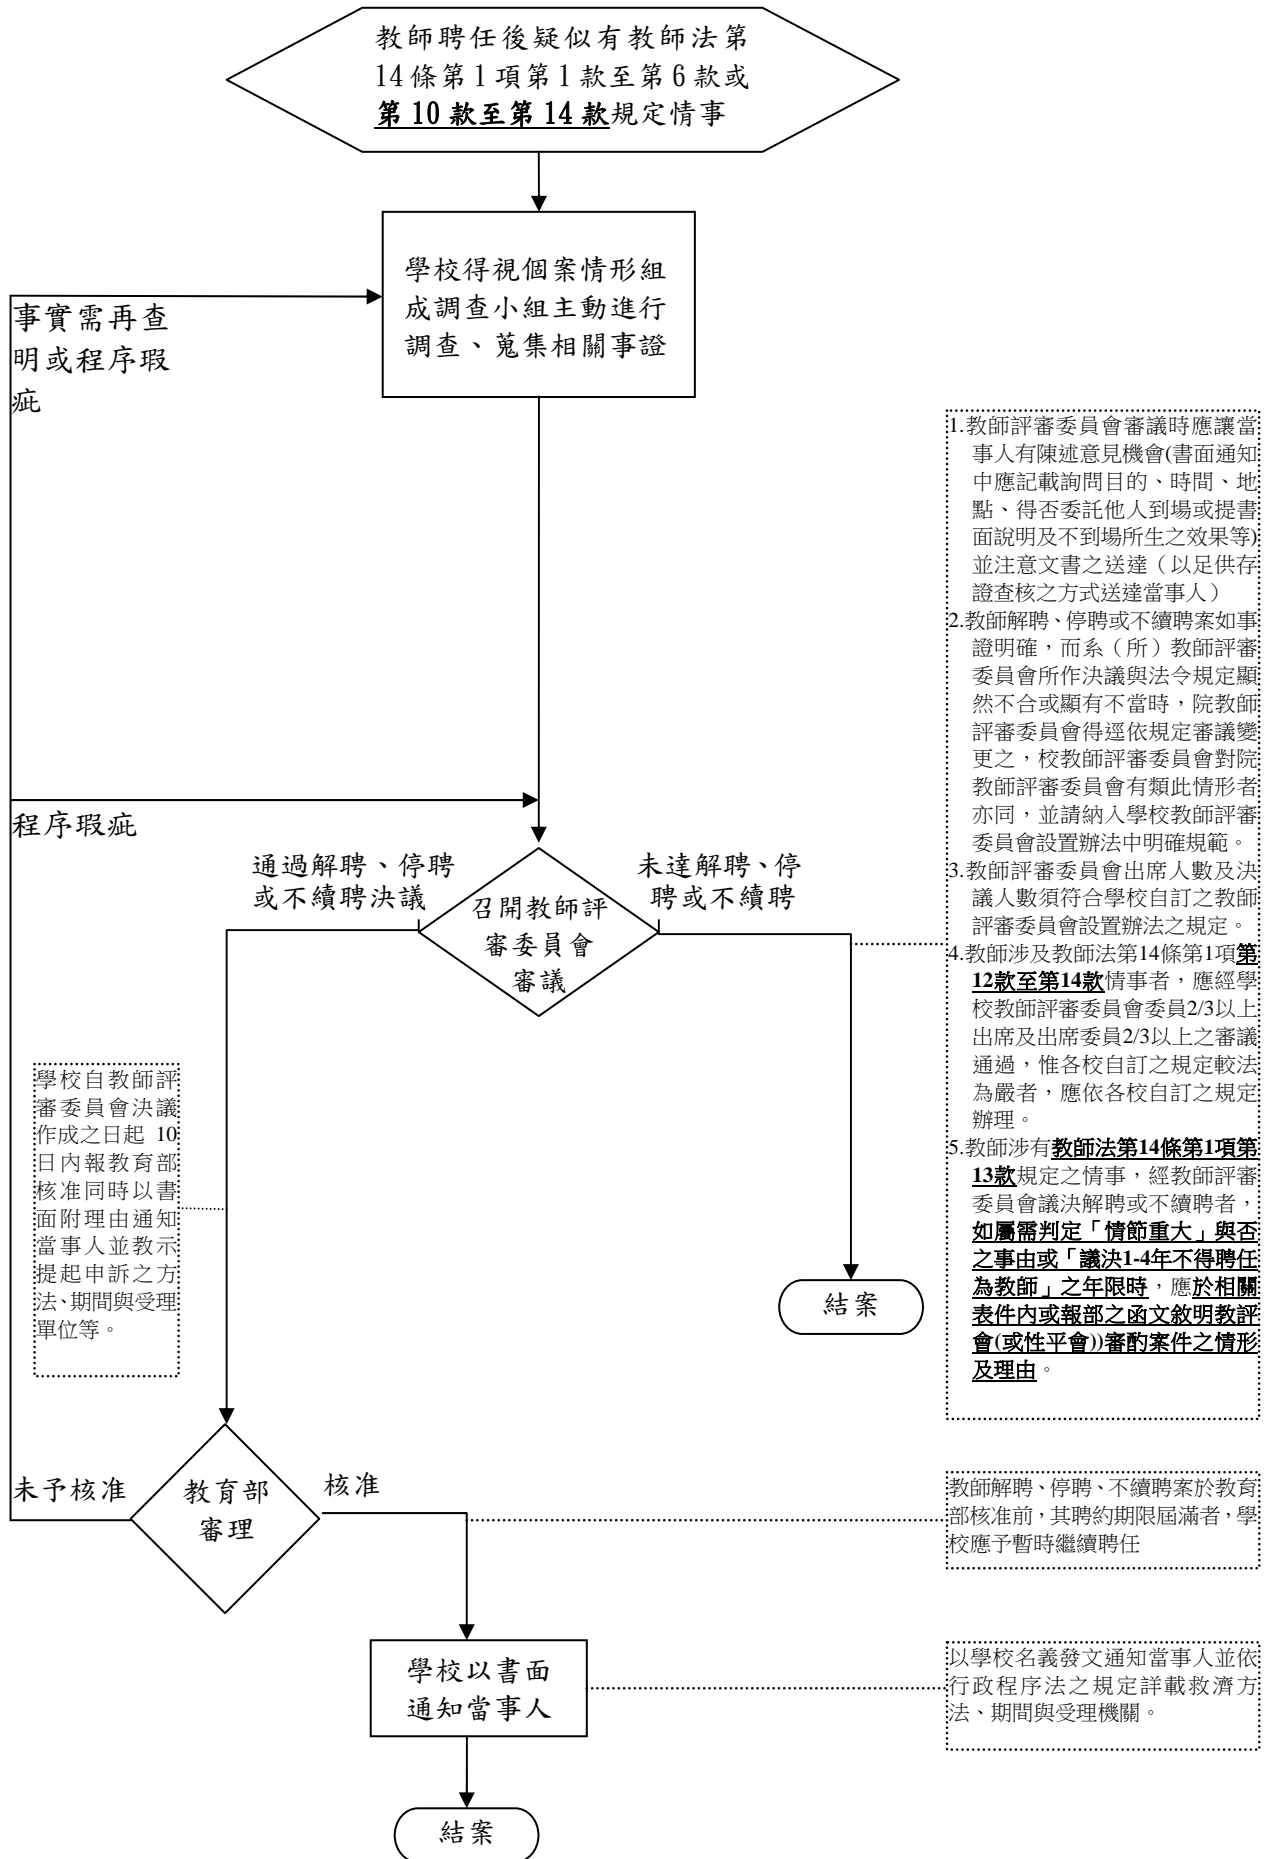 教師聘任後疑似有教師法第
14條第1項第1款至第6款或
第10款至第14款規定情事
學校得視個案情形組
成調查小組主動進行
調查、蒐集相關事證
事實需再查
明或程序瑕
疵
程序瑕疵
通過解聘、停聘
或不續聘決議
未達解聘、停
聘或不續聘
召開教師評
審委員會
審議
1.教師評審委員會審議時應讓當
事人有陳述意見機會(書面通知
中應記載詢問目的、時間、地
點、得否委託他人到場或提書
面說明及不到場所生之效果等)
並注意文書之送達（以足供存
證查核之方式送達當事人）
2.教師解聘、停聘或不續聘案如事
證明確，而系（所）教師評審
委員會所作決議與法令規定顯
然不合或顯有不當時，院教師
評審委員會得逕依規定審議變
更之，校教師評審委員會對院
教師評審委員會有類此情形者
亦同，並請納入學校教師評審
委員會設置辦法中明確規範。
3.教師評審委員會出席人數及決
議人數須符合學校自訂之教師
評審委員會設置辦法之規定。
4.教師涉及教師法第14條第1項第
12款至第14款情事者，應經學
校教師評審委員會委員2/3以上
出席及出席委員2/3以上之審議
通過，惟各校自訂之規定較法
為嚴者，應依各校自訂之規定
辦理。
5.教師涉有教師法第14條第1項第
13款規定之情事，經教師評審
委員會議決解聘或不續聘者，
如屬需判定「情節重大」與否
之事由或「議決1-4年不得聘任
為教師」之年限時，應於相關
表件內或報部之函文敘明教評
會(或性平會))審酌案件之情形
及理由。
學校自教師評
審委員會決議
作成之日起 10
日內報教育部
核准同時以書
面附理由通知
當事人並教示
提起申訴之方
法、期間與受理
單位等。
結案
未予核准
教育部
審理
核准
教師解聘、停聘、不續聘案於教育
部核准前，其聘約期限屆滿者，學
校應予暫時繼續聘任
學校以書面
通知當事人
以學校名義發文通知當事人並依
行政程序法之規定詳載救濟方
法、期間與受理機關。
結案